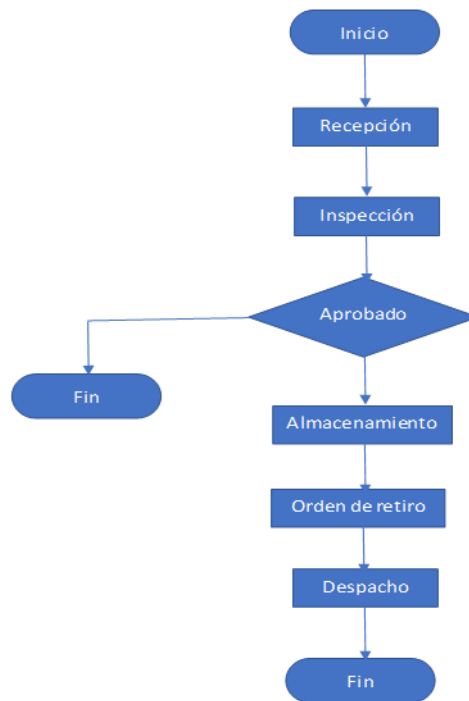 Inicio
Recepción
Inspección
Aprobado
Fin
Almacenamiento
Orden de retiro
Despacho
Fin